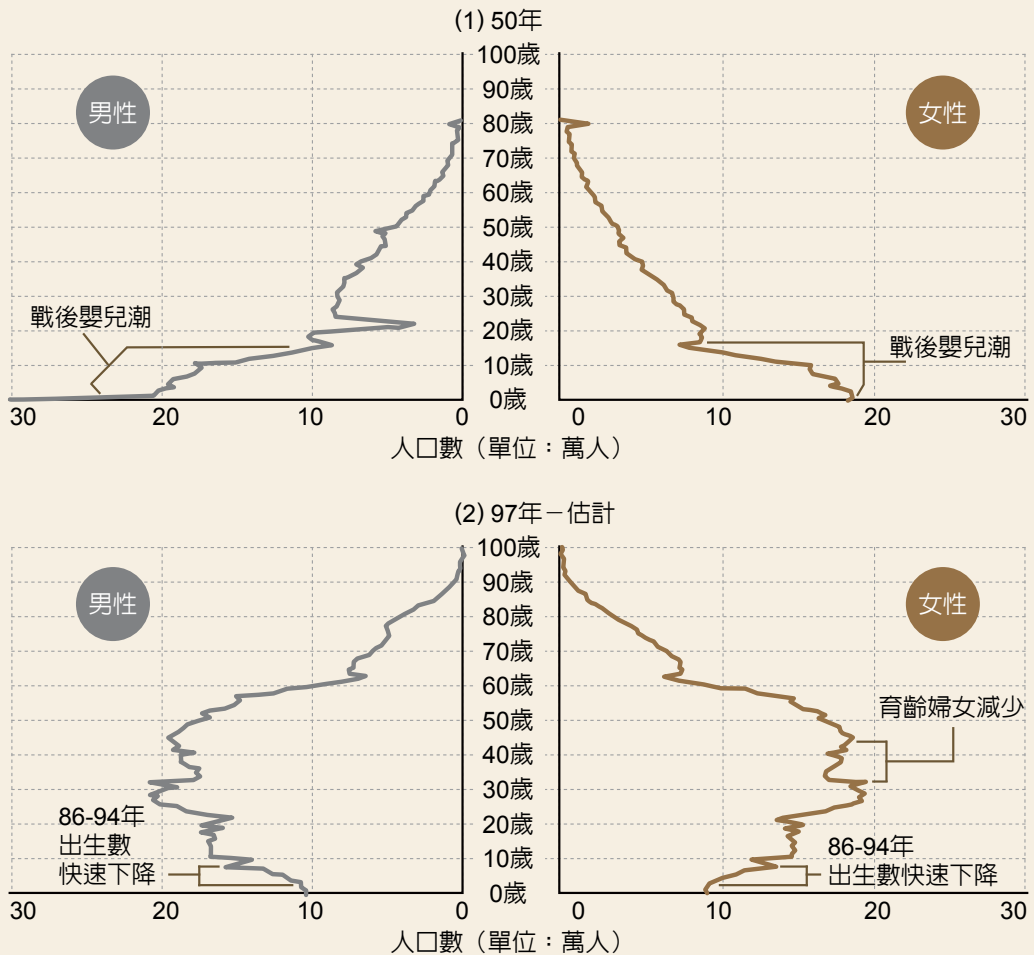 (1) 50年
男性
女性
100歲
90歲
80歲
70歲
60歲
50歲
40歲
30歲
20歲
10歲
0歲
戰後嬰兒潮
戰後嬰兒潮
30 20 10 0 0 10 20 30
人口數（單位：萬人）
(2) 97年－估計
男性
女性
100歲
90歲
80歲
70歲
60歲
50歲
40歲
30歲
20歲
10歲
0歲
育齡婦女減少
86-94年
出生數
快速下降
86-94年
出生數快速下降
30 20 10 0 0 10 20 30
人口數（單位：萬人）